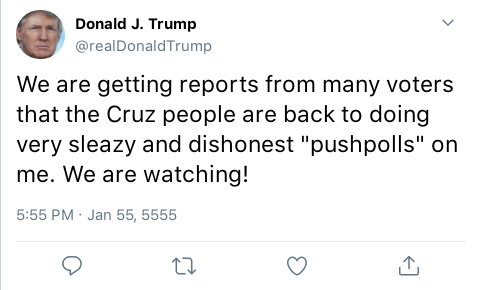 Donald J. Trump
@realDonaldTrump
We are getting reports from many voters
that the Cruz people are back to doing
very sleazy and dishonest "pushpolls" on
me. We are watching!
5:55 PM · Jan 55, 5555